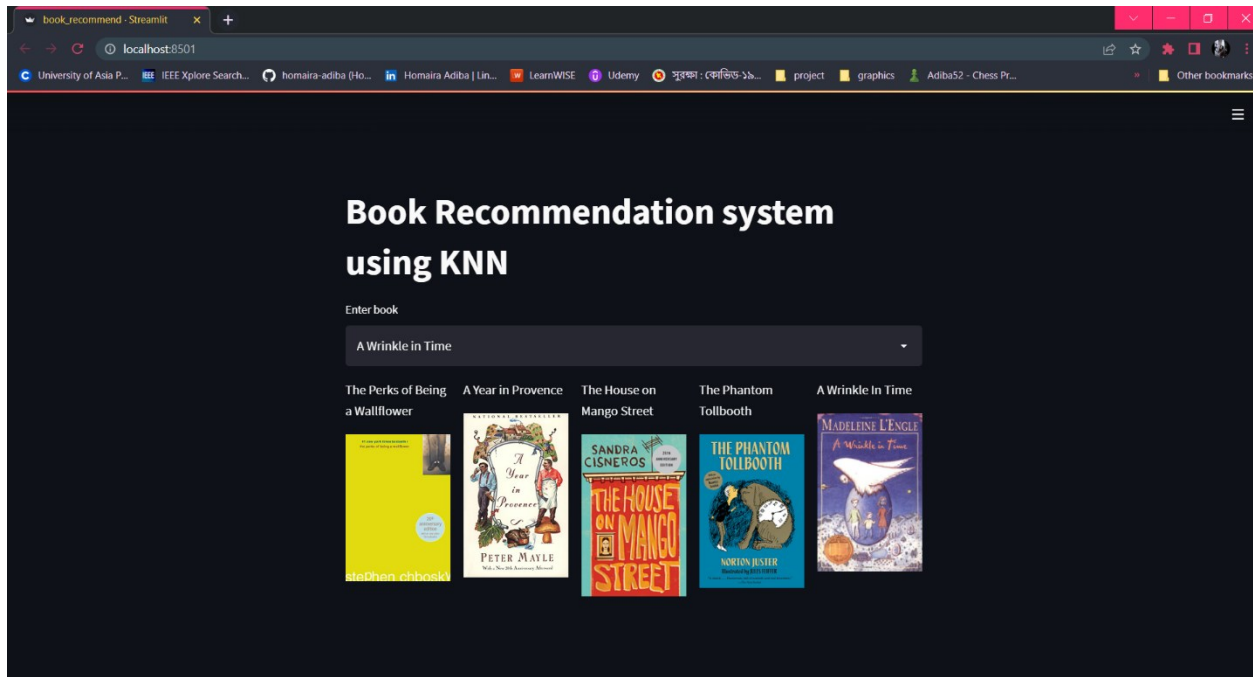 book_recommend · Streamlit
localhost:8501
University of Asia P...
IEEE Xplore Search...
homaira-adiba (Ho...
Homaira Adiba | Lin...
LearnWISE
Udemy
সুরক্ষা : কোভিড-১৯...
project
graphics
Adiba52 - Chess Pr...
»
Other bookmarks
Book Recommendation system
using KNN
Enter book
A Wrinkle in Time
The Perks of Being
a Wallflower
stephen chbosky
A Year in Provence
NATIONAL BESTSELLER
A
Year
in
Provence
PETER MAYLE
The House on
Mango Street
SANDRA
CISNEROS
THE HOUSE
ON MANGO
STREET
The Phantom
Tollbooth
THE PHANTOM
TOLLBOOTH
NORTON JUSTER
A Wrinkle In Time
MADELEINE L'ENGLE
A Wrinkle in Time